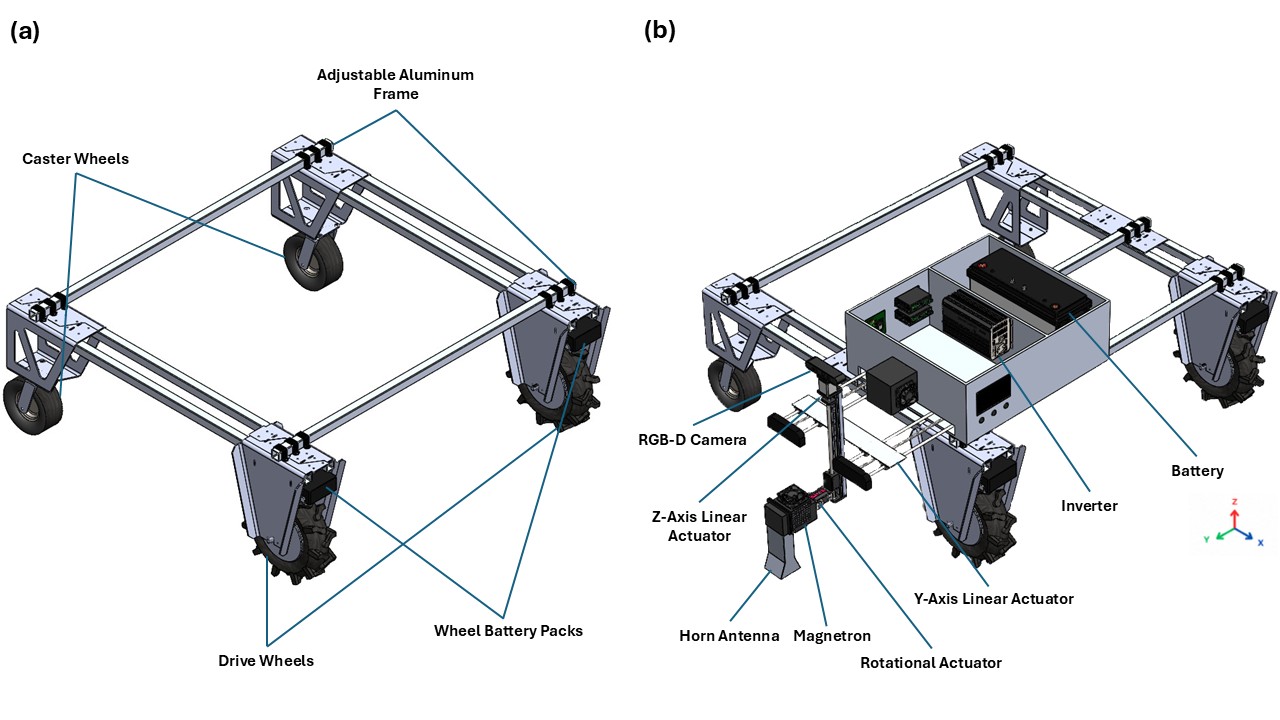 (a)
(b)
Adjustable Aluminum
Frame
Caster Wheels
Wheel Battery Packs
Drive Wheels
RGB-D Camera
Z-Axis Linear
Actuator
Battery
Inverter
Z
Y
X
Y-Axis Linear Actuator
Horn Antenna
Magnetron
Rotational Actuator